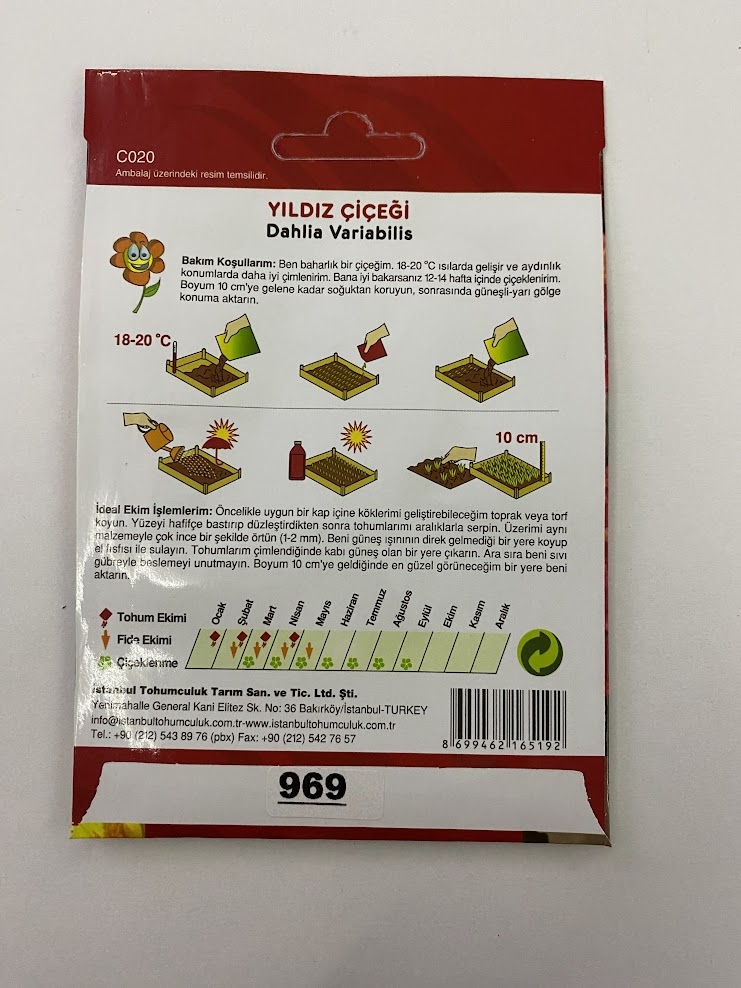 C020
Ambalaj üzerindeki resim temsilidir.
YILDIZ ÇİÇEĞİ
Dahlia Variabilis
Bakım Koşullarım: Ben baharlık bir çiçeğim. 18-20 °C ısılarda gelişir ve aydınlık
konumlarda daha iyi çimlenirim. Bana iyi bakarsanız 12-14 hafta içinde çiçeklenirim.
Boyum 10 cm'ye gelene kadar soğuktan koruyun, sonrasında güneşli-yarı gölge
konuma aktarın.
18-20 °C
10 cm
İdeal Ekim İşlemlerim: Öncelikle uygun bir kap içine köklerimi geliştirebileceğim toprak veya torf
koyun. Yüzeyi hafifçe bastırıp düzleştirdikten sonra tohumlarımı aralıklarla serpin. Üzerimi aynı
malzemeyle çok ince bir şekilde örtün (1-2 mm). Beni güneş ışınının direk gelmediği bir yere koyup
el fısfısı ile sulayın. Tohumlarım çimlendiğinde kabı güneş olan bir yere çıkarın. Ara sıra beni sıvı
gübreyle beslemeyi unutmayın. Boyum 10 cm'ye geldiğinde en güzel görüneceğim bir yere beni
aktarın.
Ocak Şubat Mart Nisan Mayıs Haziran Temmuz Ağustos Eylül Ekim Kasım Aralık
Tohum Ekimi
Fide Ekimi
Çiçeklenme
İstanbul Tohumculuk Tarım San. ve Tic. Ltd. Şti.
Yenimahalle General Kani Elitez Sk. No: 36 Bakırköy/İstanbul-TURKEY
info@istanbultohumculuk.com.tr-www.istanbultohumculuk.com.tr
Tel.: +90 (212) 543 89 76 (pbx) Fax: +90 (212) 542 76 57
8 699462 165192
969